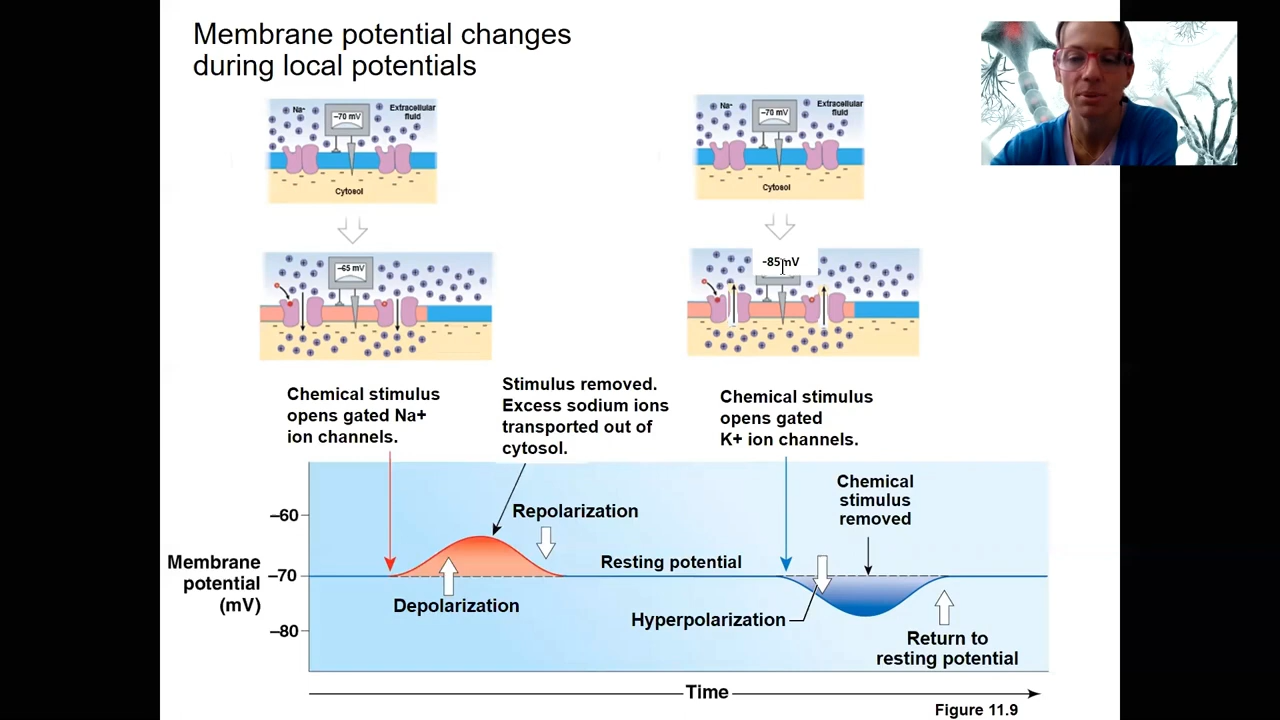 Membrane potential changes
during local potentials
Na+
–70 mV
Extracellular
fluid
Cytosol
Na+
–70 mV
Extracellular
fluid
Cytosol
–65 mV
-85mV
Chemical stimulus
opens gated Na+
ion channels.
Stimulus removed.
Excess sodium ions
transported out of
cytosol.
Chemical stimulus
opens gated
K+ ion channels.
Chemical
stimulus
removed
–60
Repolarization
Resting potential
Membrane
potential
(mV)
–70
Depolarization
Hyperpolarization
–80
Return to
resting potential
Time
Figure 11.9